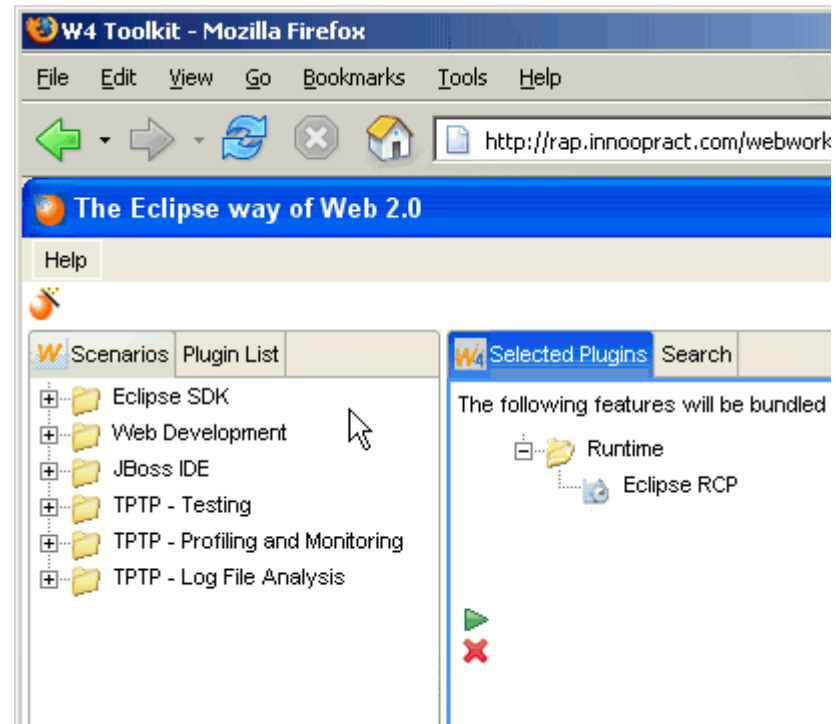 W4 Toolkit - Mozilla Firefox
File Edit View Go Bookmarks Tools Help
http://rap.innoopract.com/webwork
The Eclipse way of Web 2.0
Help
W Scenarios Plugin List
W4 Selected Plugins Search
Eclipse SDK
Web Development
JBoss IDE
TPTP - Testing
TPTP - Profiling and Monitoring
TPTP - Log File Analysis
The following features will be bundled
Runtime
Eclipse RCP